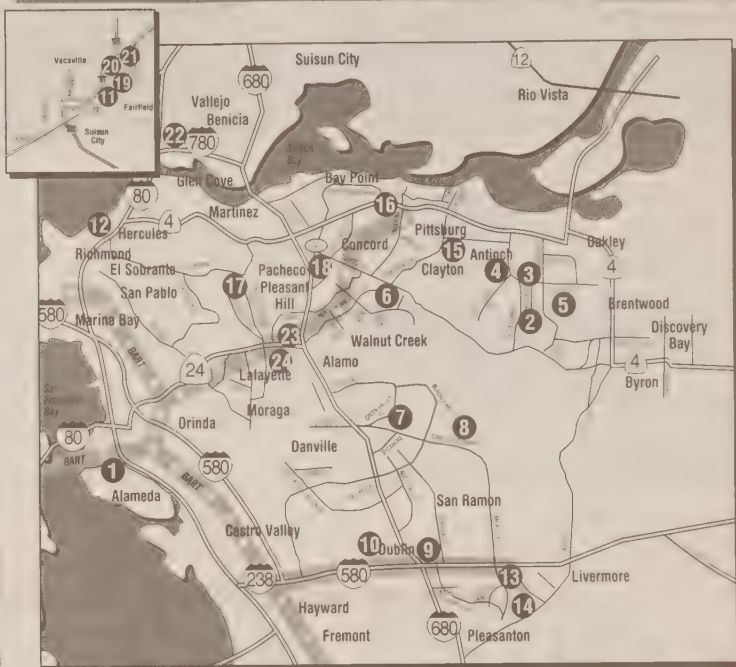 Vacaville
21
20
19
11
Fairfield
Suisun
City
680
Suisun City
12
Rio Vista
Vallejo
Benicia
22
780
Glen Cove
Bay Point
80
Martinez
16
12
4
Hercules
Concord
Pittsburg
Richmond
15
Antinch
Oakley
El Sobrante
Pacheco
18
Clayton
4
3
4
17
Pleasant
Hill
6
5
Brentwood
San Pablo
580
Marina Bay
2
Discovery
Bay
BART
23
Walnut Creek
24
24
Alamo
4
Lafayette
Byron
Moraga
7
8
Orinda
Danville
80
BART
1
580
BART
San Ramon
Alameda
Castro Valley
10
Dublin
9
238
580
13
Livermore
14
Hayward
Fremont
680
Pleasanton